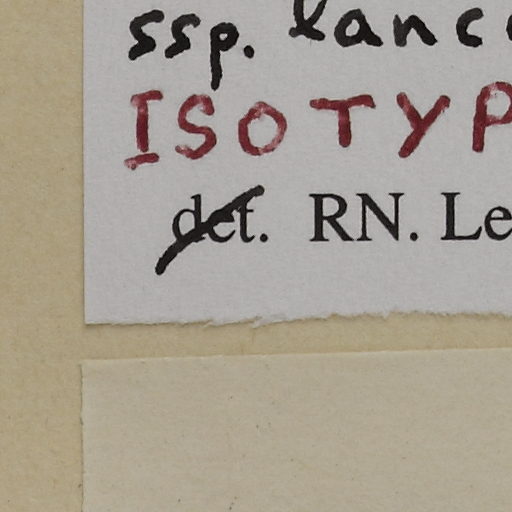 ssp. lanc
ISOTYP
det. RN. Le